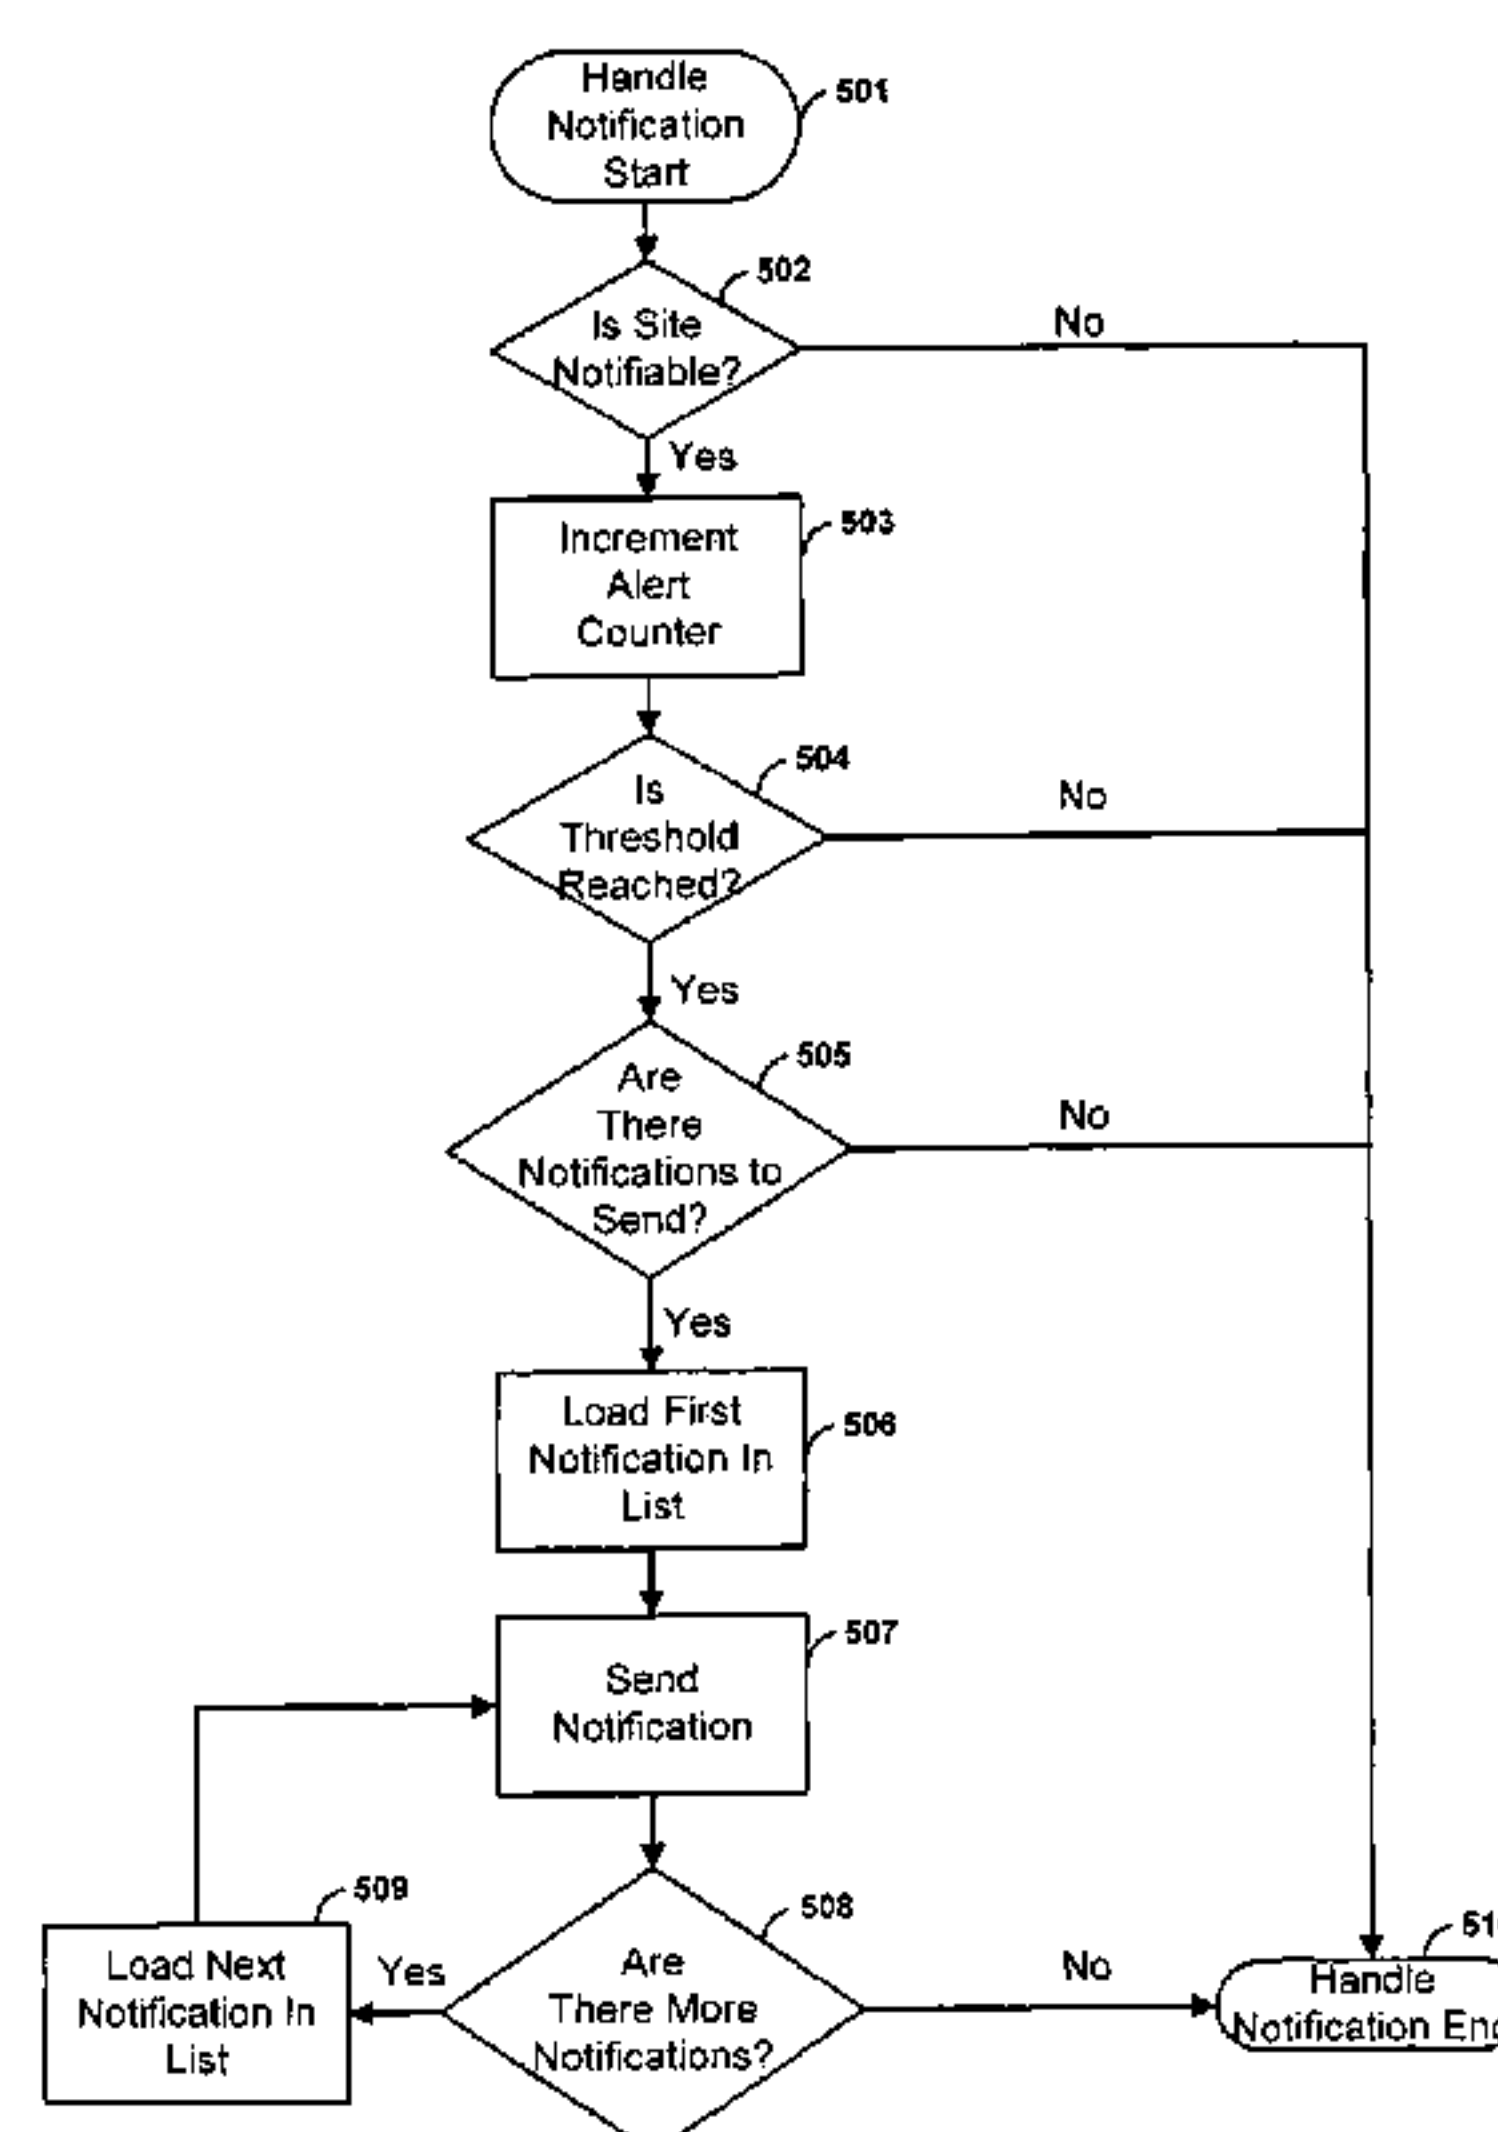 Handle
Notification
Start
501
502
Is Site
Notifiable?
No
Yes
Increment
Alert
Counter
503
504
Is
Threshold
Reached?
No
Yes
505
Are
There
Notifications to
Send?
No
Yes
Load First
Notification In
List
506
Send
Notification
507
509
Load Next
Notification In
List
Yes
508
Are
There More
Notifications?
No
Handle
Notification